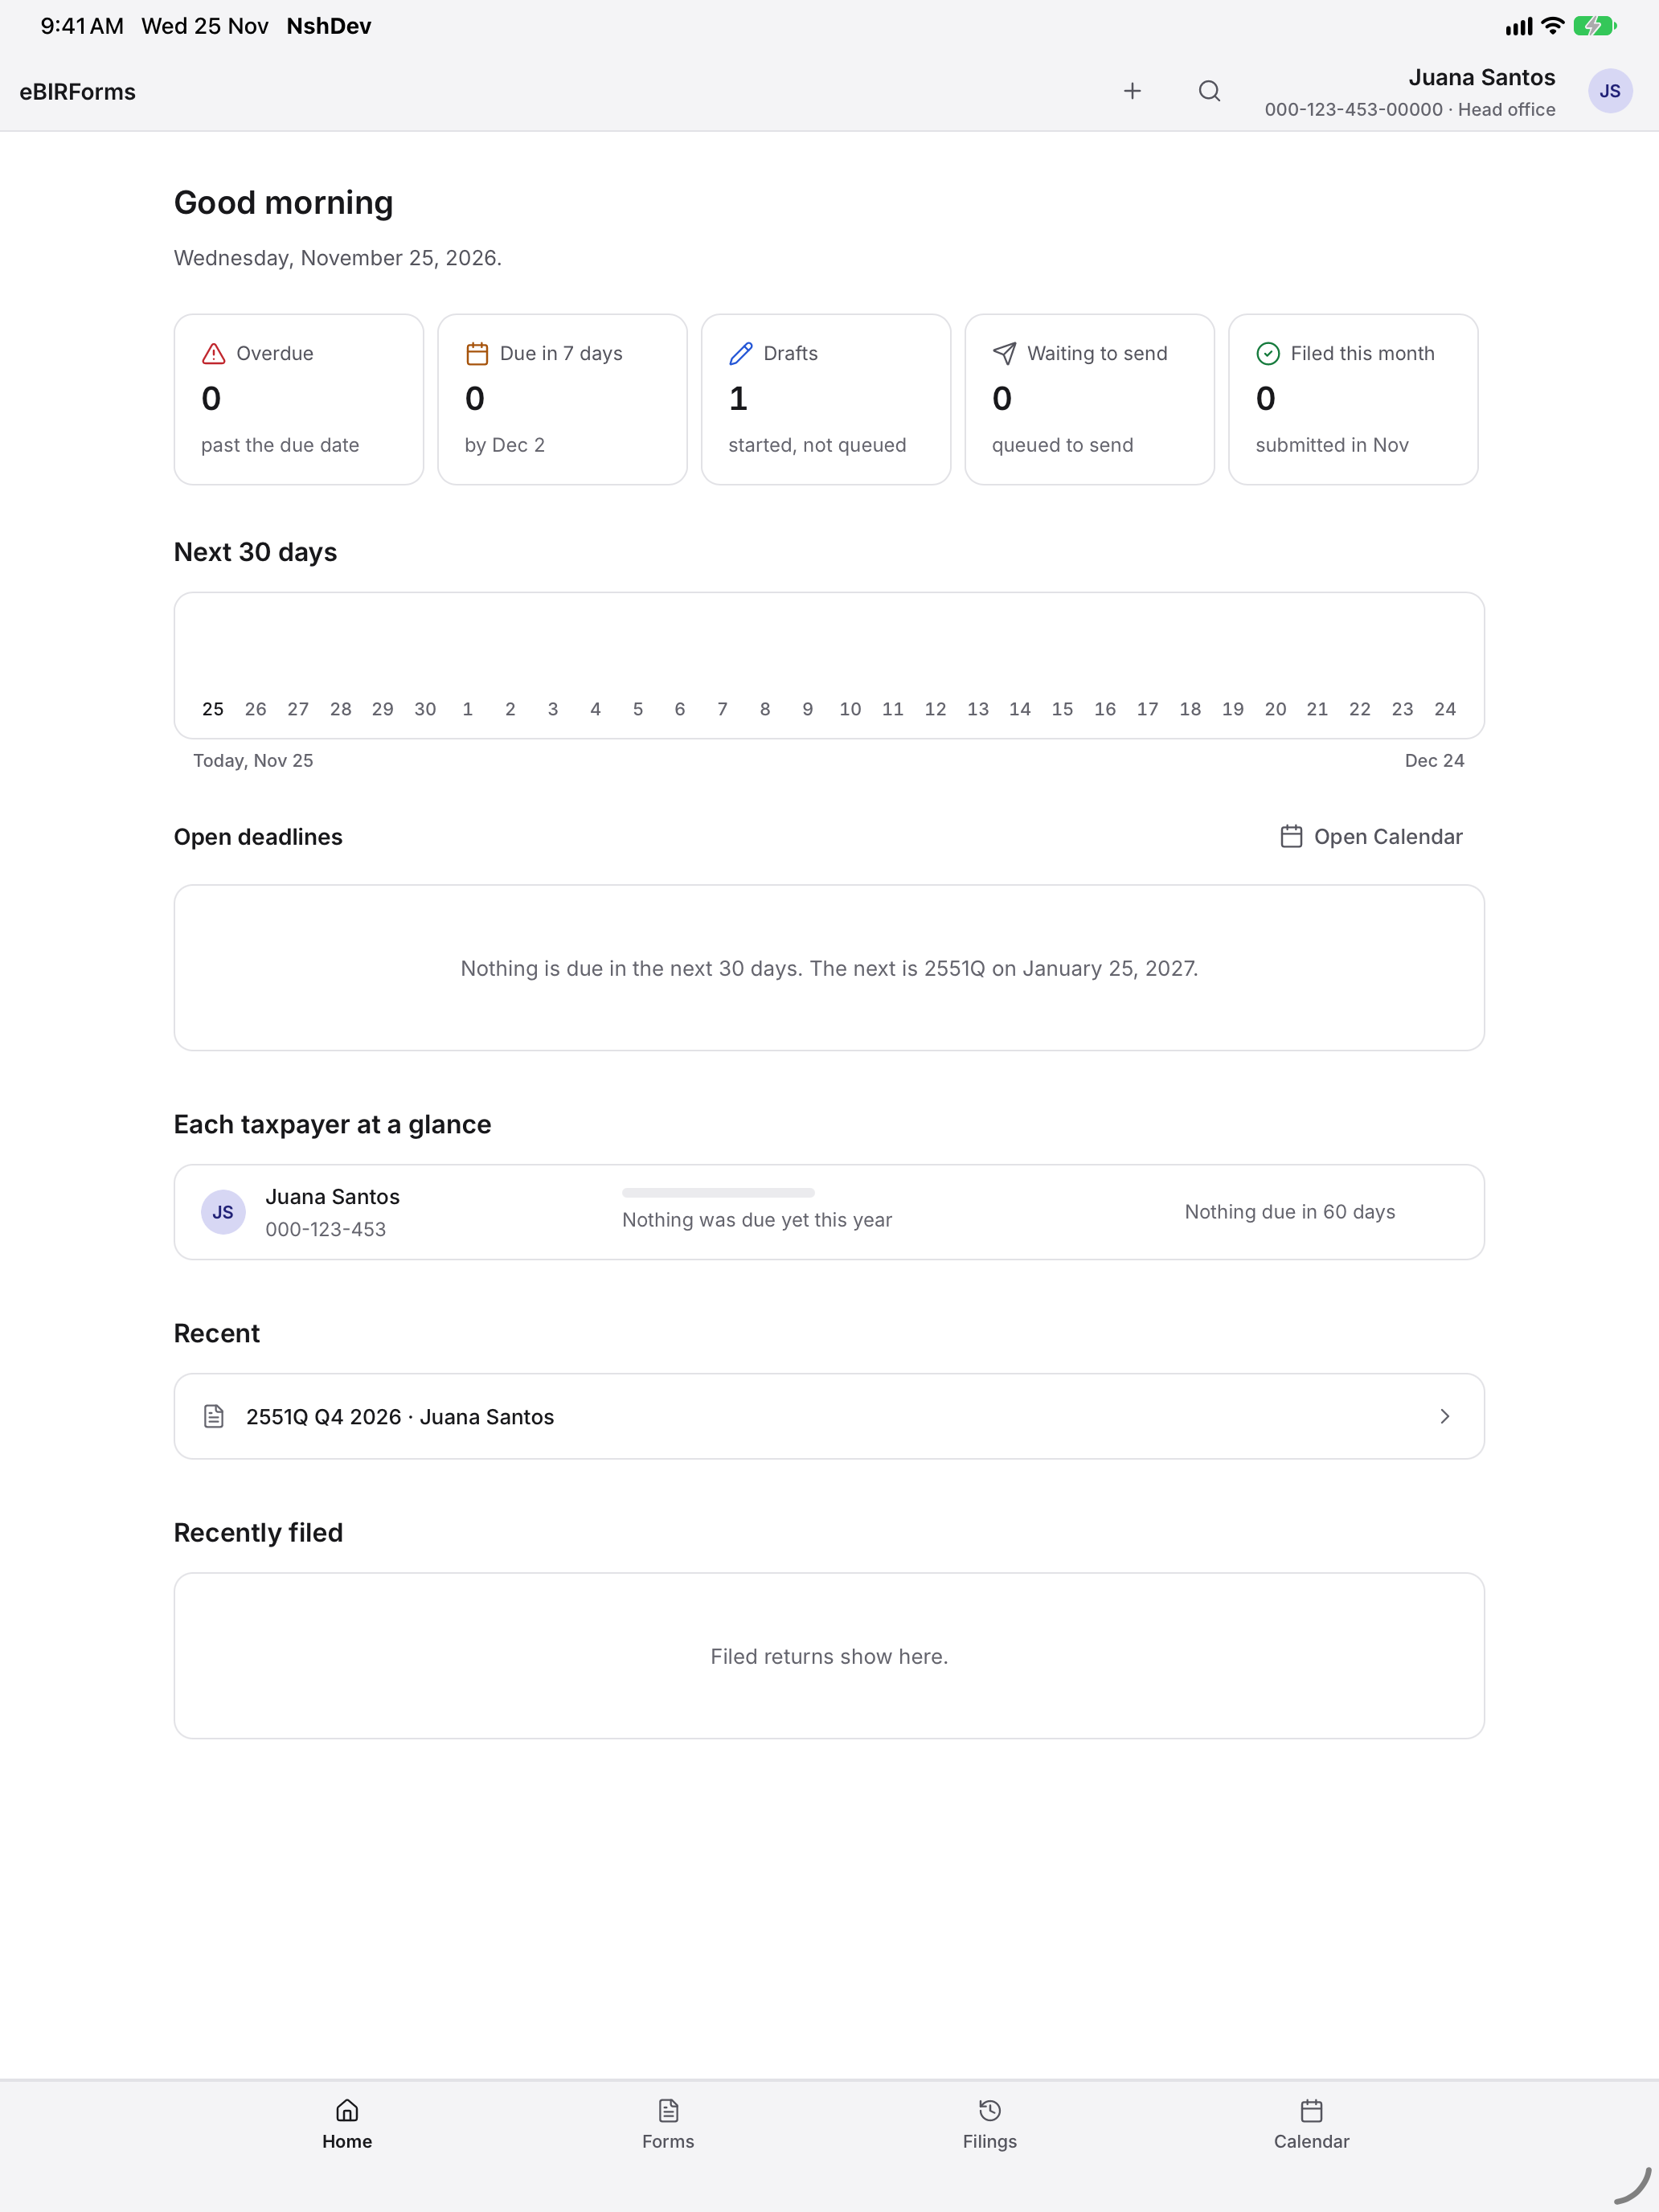 9:41 AM Wed 25 Nov NshDev
eBIRForms
Juana Santos
000-123-453-00000 · Head office
JS
Good morning
Wednesday, November 25, 2026.
Overdue
0
past the due date
Due in 7 days
0
by Dec 2
Drafts
1
started, not queued
Waiting to send
0
queued to send
Filed this month
0
submitted in Nov
Next 30 days
25 26 27 28 29 30 1 2 3 4 5 6 7 8 9 10 11 12 13 14 15 16 17 18 19 20 21 22 23 24
Today, Nov 25
Dec 24
Open deadlines
Open Calendar
Nothing is due in the next 30 days. The next is 2551Q on January 25, 2027.
Each taxpayer at a glance
JS
Juana Santos
000-123-453
Nothing was due yet this year
Nothing due in 60 days
Recent
2551Q Q4 2026 · Juana Santos
Recently filed
Filed returns show here.
Home
Forms
Filings
Calendar